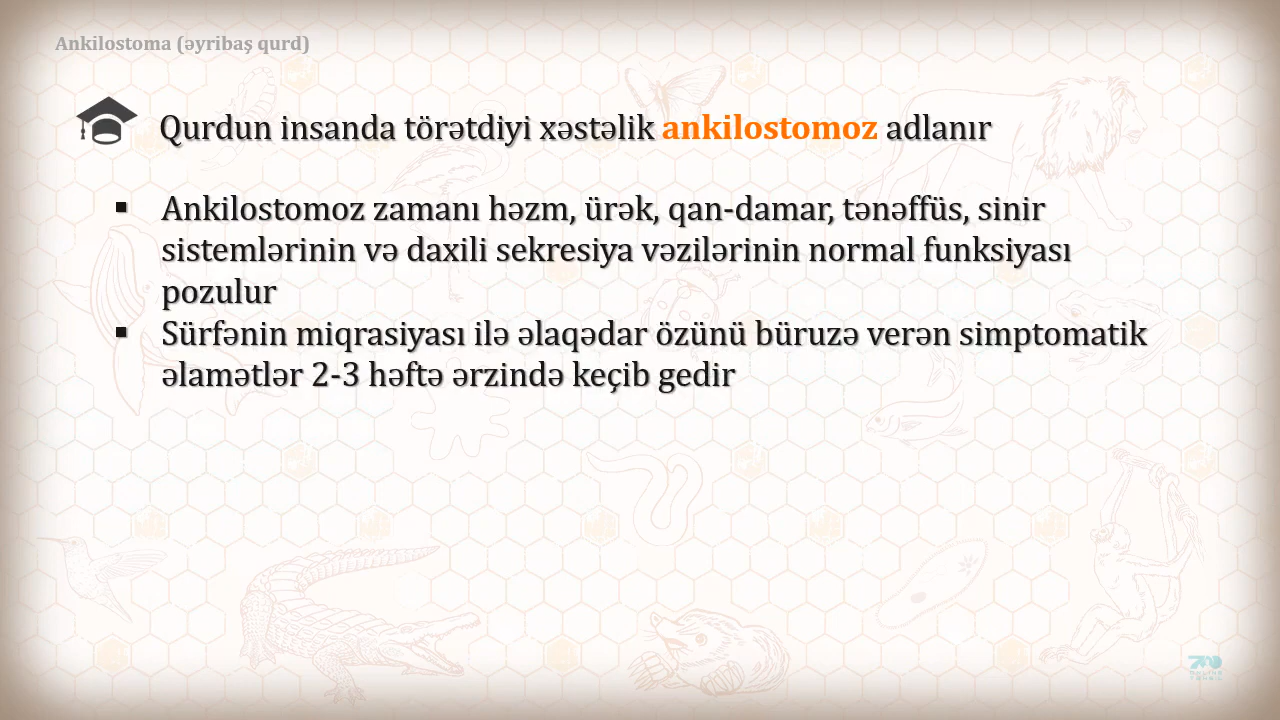 Ankilostoma (əyribaş qurd)
Qurdun insanda törətdiyi xəstəlik ankilostomoz adlanır
▪ Ankilostomoz zamanı həzm, ürək, qan-damar, tənəffüs, sinir
sistemlərinin və daxili sekresiya vəzilərinin normal funksiyası
pozulur
▪ Sürfənin miqrasiyası ilə əlaqədar özünü büruzə verən simptomatik
əlamətlər 2-3 həftə ərzində keçib gedir